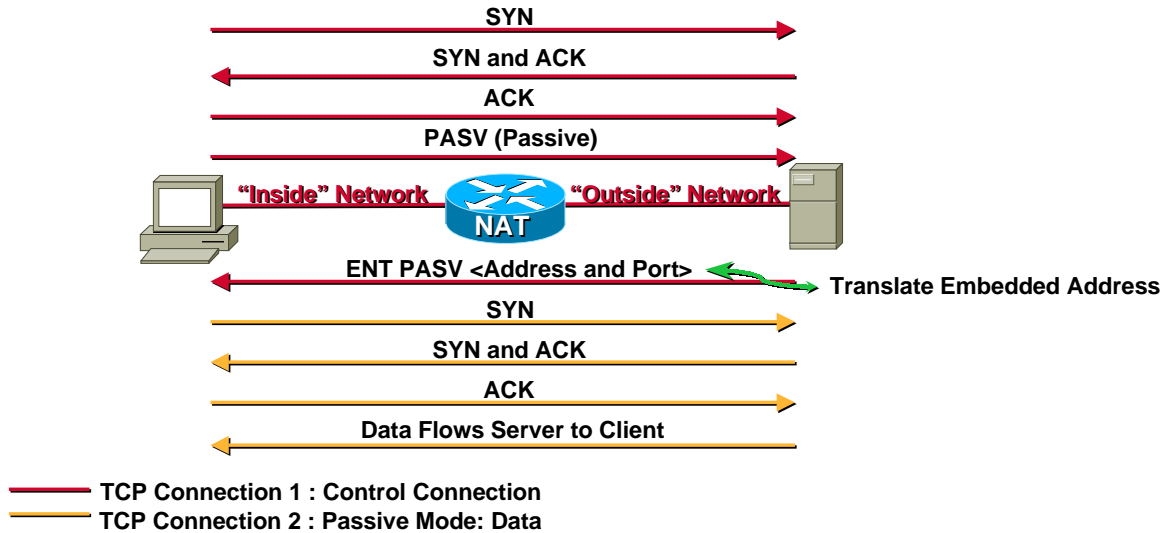 SYN
SYN and ACK
ACK
PASV (Passive)
“Inside” Network
“Outside” Network
NAT
ENT PASV <Address and Port>
Translate Embedded Address
SYN
SYN and ACK
ACK
Data Flows Server to Client
TCP Connection 1 : Control Connection
TCP Connection 2 : Passive Mode: Data